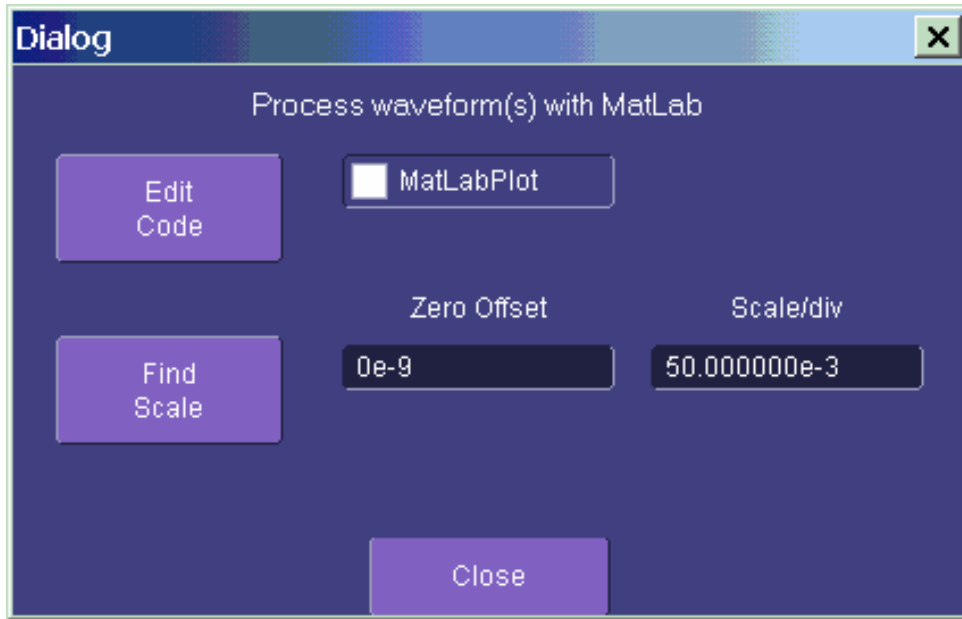 Dialog
Process waveform(s) with MatLab
Edit
Code
MatLabPlot
Zero Offset
Scale/div
Find
Scale
0e-9
50.000000e-3
Close